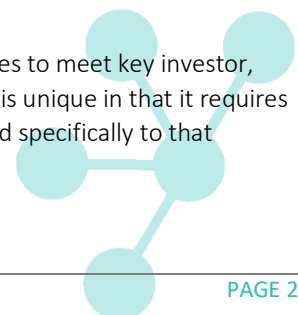 es to meet key investor,
is unique in that it requires
d specifically to that
PAGE 2